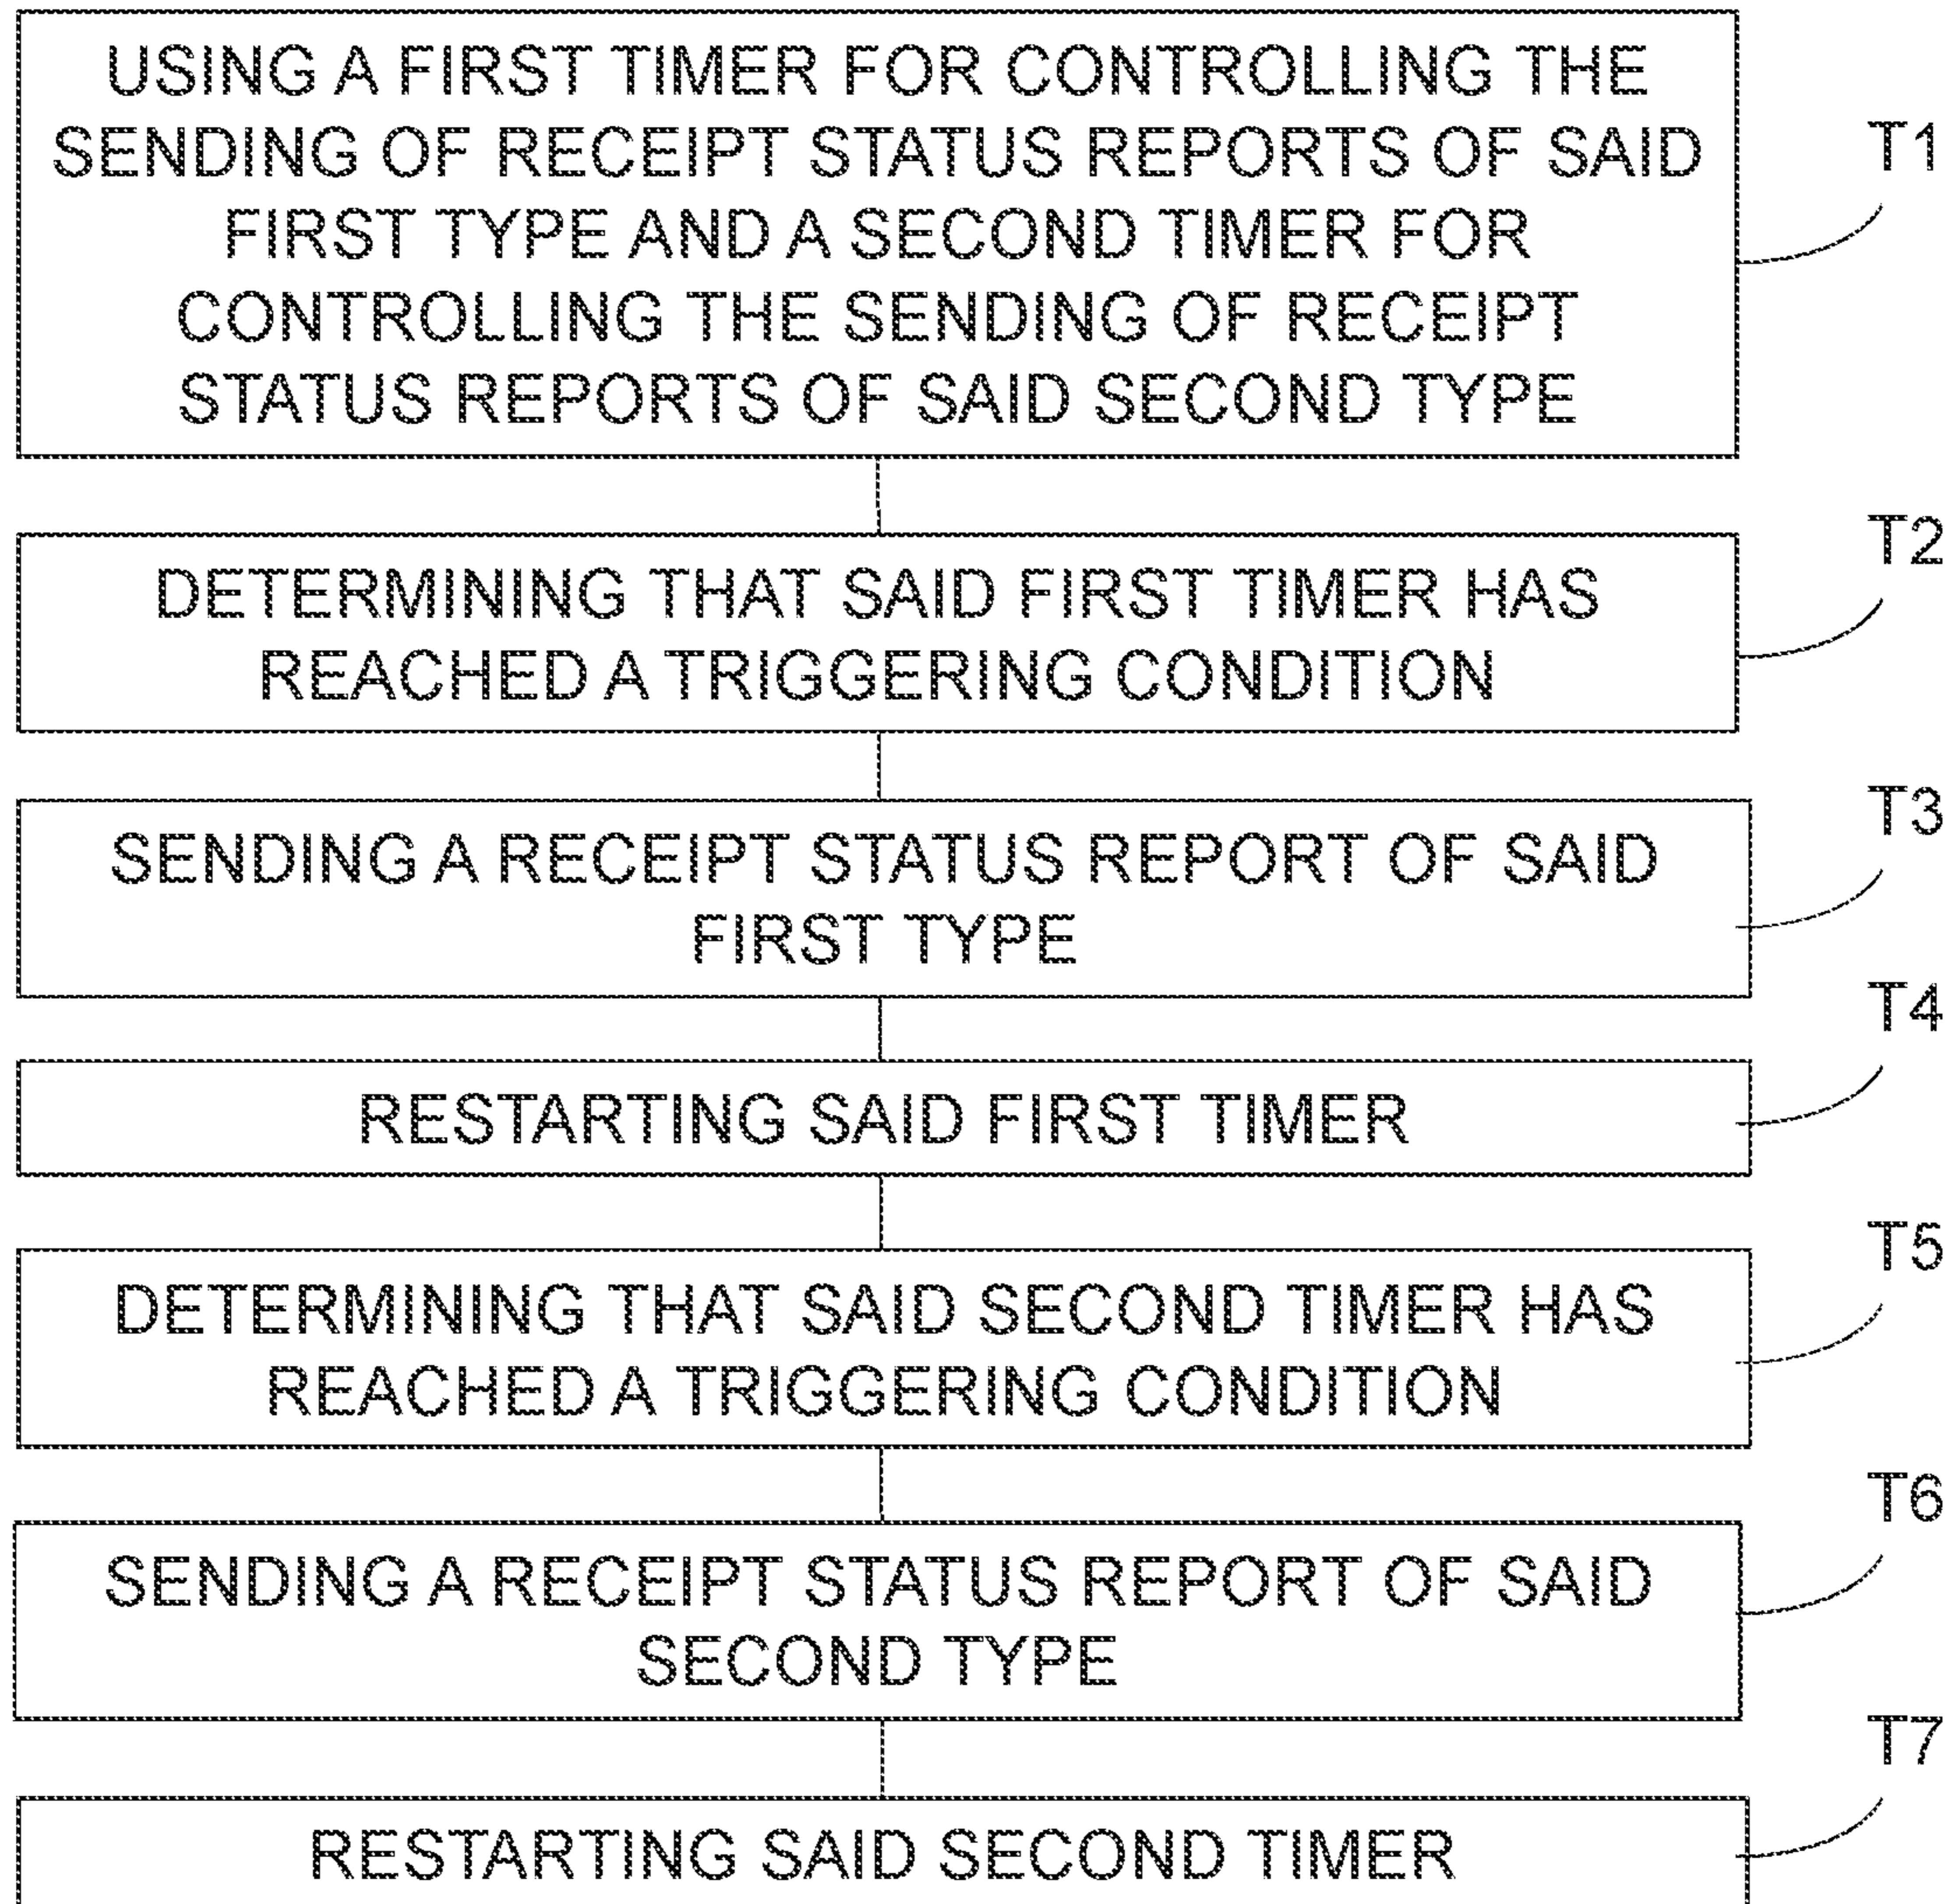 USING A FIRST TIMER FOR CONTROLLING THE
SENDING OF RECEIPT STATUS REPORTS OF SAID
FIRST TYPE AND A SECOND TIMER FOR
CONTROLLING THE SENDING OF RECEIPT
STATUS REPORTS OF SAID SECOND TYPE
T1
DETERMINING THAT SAID FIRST TIMER HAS
REACHED A TRIGGERING CONDITION
T2
SENDING A RECEIPT STATUS REPORT OF SAID
FIRST TYPE
T3
RESTARTING SAID FIRST TIMER
T4
DETERMINING THAT SAID SECOND TIMER HAS
REACHED A TRIGGERING CONDITION
T5
SENDING A RECEIPT STATUS REPORT OF SAID
SECOND TYPE
T6
RESTARTING SAID SECOND TIMER
T7